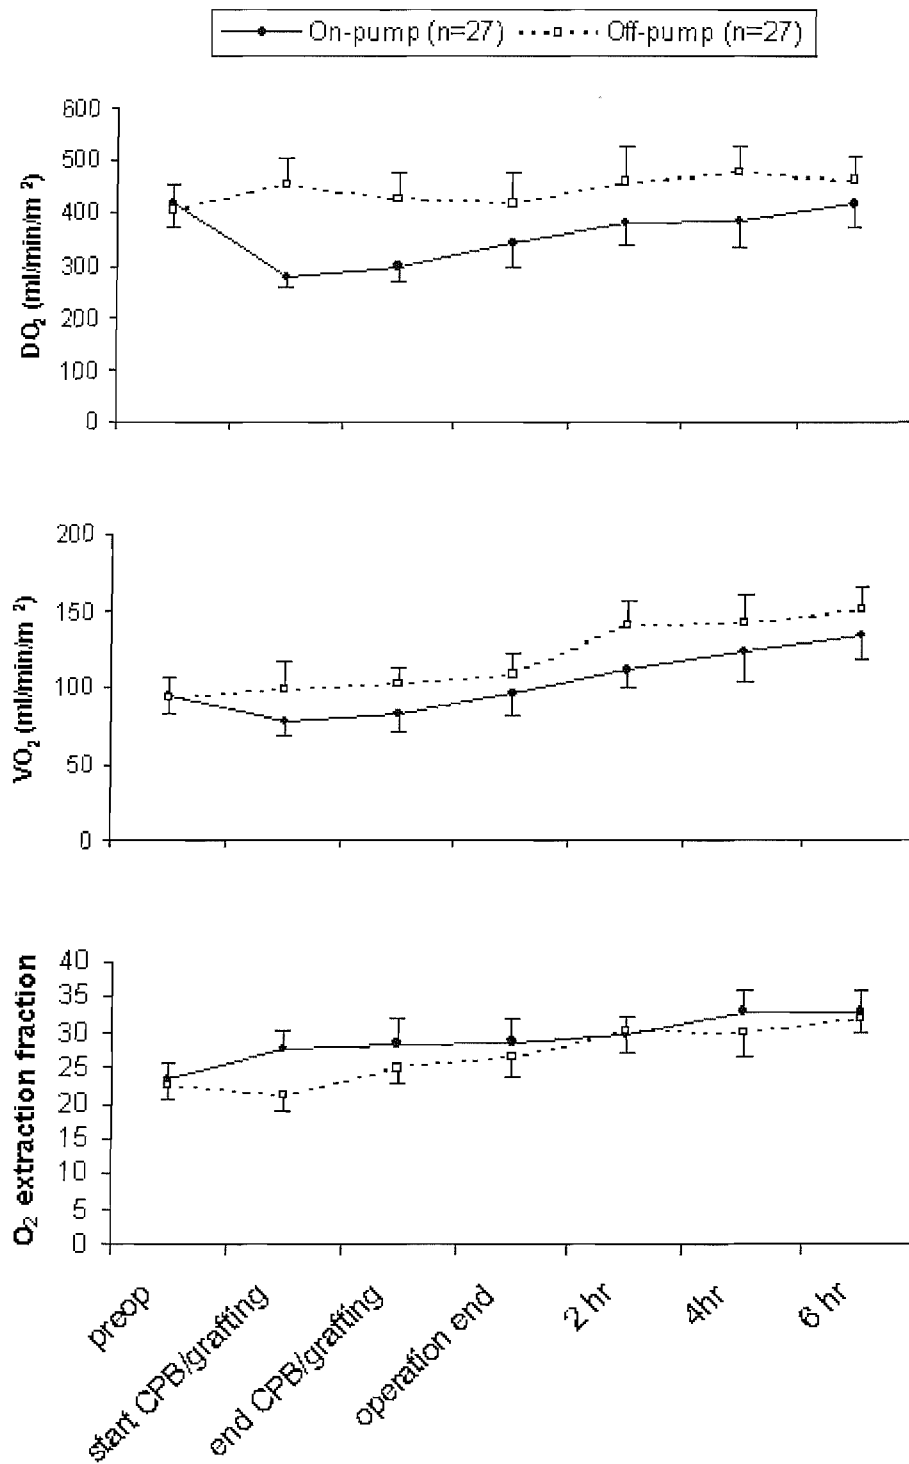 On-pump (n=27) Off-pump (n=27)
600
500
400
300
200
100
0
DO₂ (ml/min/m ²)
200
150
100
50
0
VO₂ (ml/min/m ²)
40
35
30
25
20
15
10
5
0
O₂ extraction fraction
preop
start CPB/grafting
end CPB/grafting
operation end
2 hr
4hr
6 hr